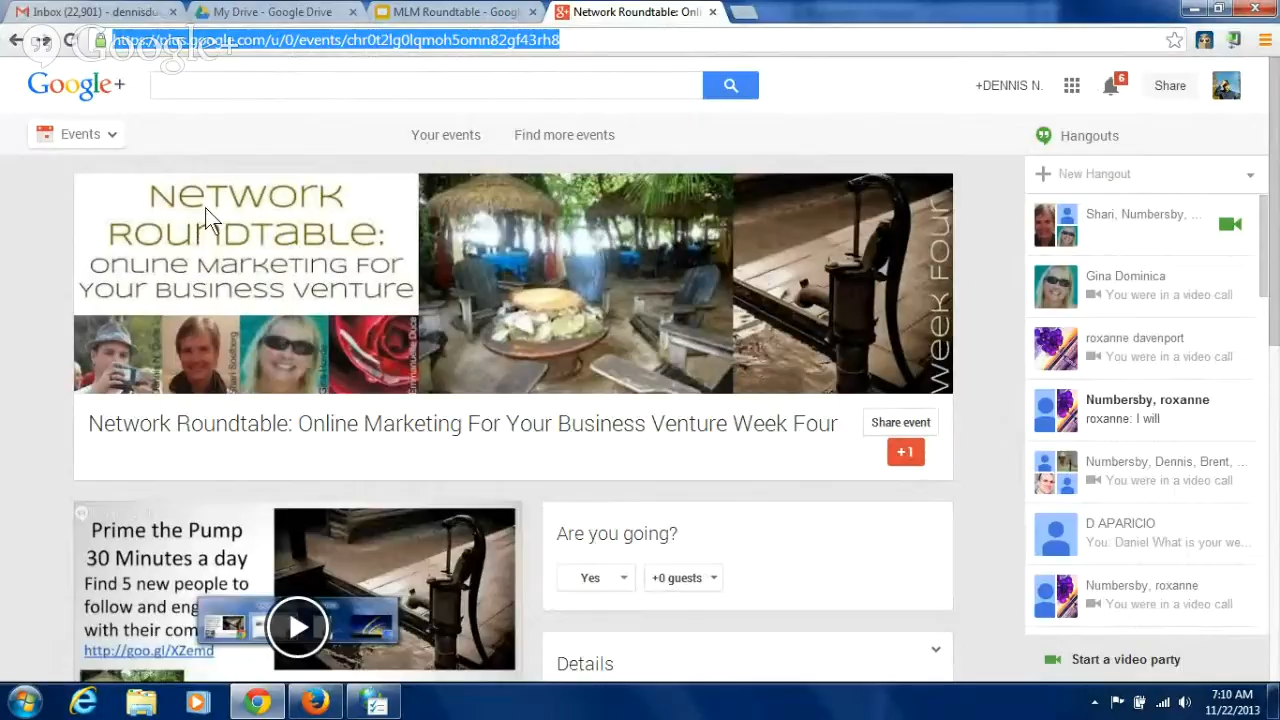 Inbox (22,901) - dennisdu
My Drive - Google Drive
MLM Roundtable - Goog
Network Roundtable: Onli
https://plus.google.com/u/0/events/chr0t2lg0lqmoh5omn82gf43rh8
Google+
Google+
+DENNIS N.
6
Share
Events
Your events
Find more events
Hangouts
New Hangout
Network
Roundtable:
Online Marketing For
Your Business Venture
Week Four
Shari, Numbersby, ...
Gina Dominica
You were in a video call
roxanne davenport
You were in a video call
Numbersby, roxanne
roxanne: I will
Numbersby, Dennis, Brent, ...
You were in a video call
D APARICIO
You: Daniel What is your we...
Numbersby, roxanne
You were in a video call
Start a video party
Network Roundtable: Online Marketing For Your Business Venture Week Four
Share event
+1
Prime the Pump
30 Minutes a day
Find 5 new people to
follow and eng
with their com
http://goo.gl/XZemd
Are you going?
Yes
+0 guests
Details
7:10 AM
11/22/2013